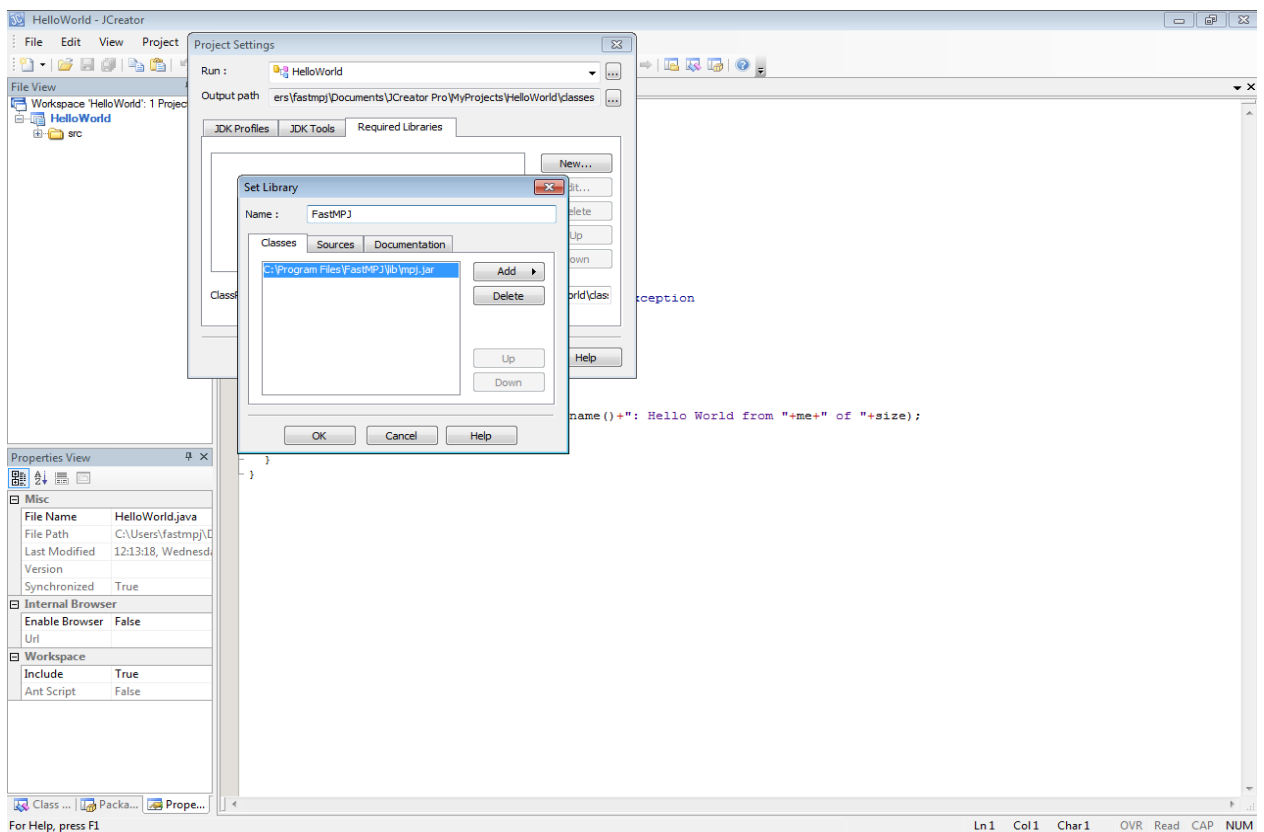 HelloWorld - JCreator
File Edit View Project
File View
Workspace 'HelloWorld': 1 Project
HelloWorld
src
Project Settings
Run : HelloWorld
Output path ers\fastmpj\Documents\JCreator Pro\MyProjects\HelloWorld\classes
JDK Profiles JDK Tools Required Libraries
New...
dit...
elete
Up
own
ClassP orld\clas:
Help
Set Library
Name : FastMPJ
Classes Sources Documentation
C:\Program Files\FastMPJ\lib\mpj.jar
Add
Delete
Up
Down
OK Cancel Help
xception
name()+": Hello World from "+me+" of "+size);
}
}
Properties View
Misc
File Name HelloWorld.java
File Path C:\Users\fastmpj\D
Last Modified 12:13:18, Wednesda
Version
Synchronized True
Internal Browser
Enable Browser False
Url
Workspace
Include True
Ant Script False
Class ... Packa... Prope...
For Help, press F1
Ln 1 Col 1 Char 1 OVR Read CAP NUM